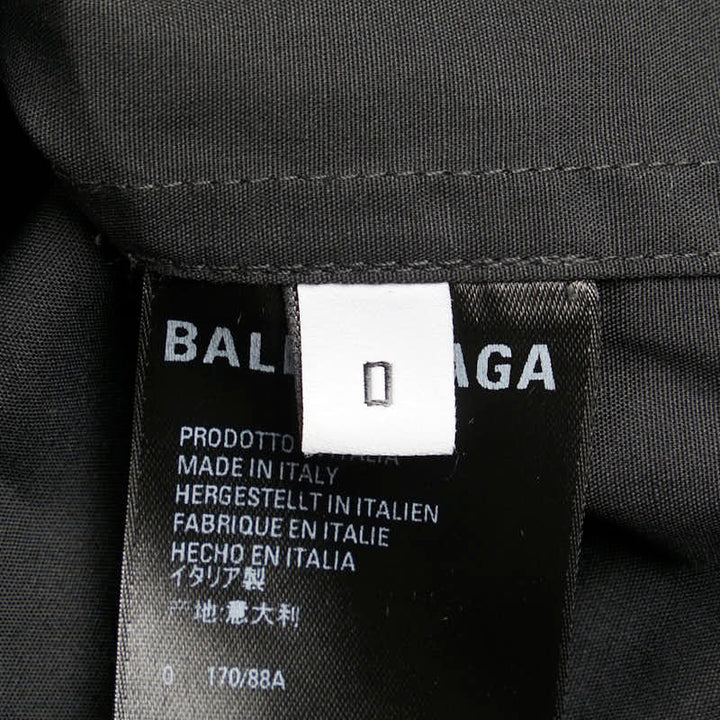 BAL AGA
0
PRODOTTO ITALIA
MADE IN ITALY
HERGESTELLT IN ITALIEN
FABRIQUE EN ITALIE
HECHO EN ITALIA
イタリア製
产地:意大利
0 170/88A